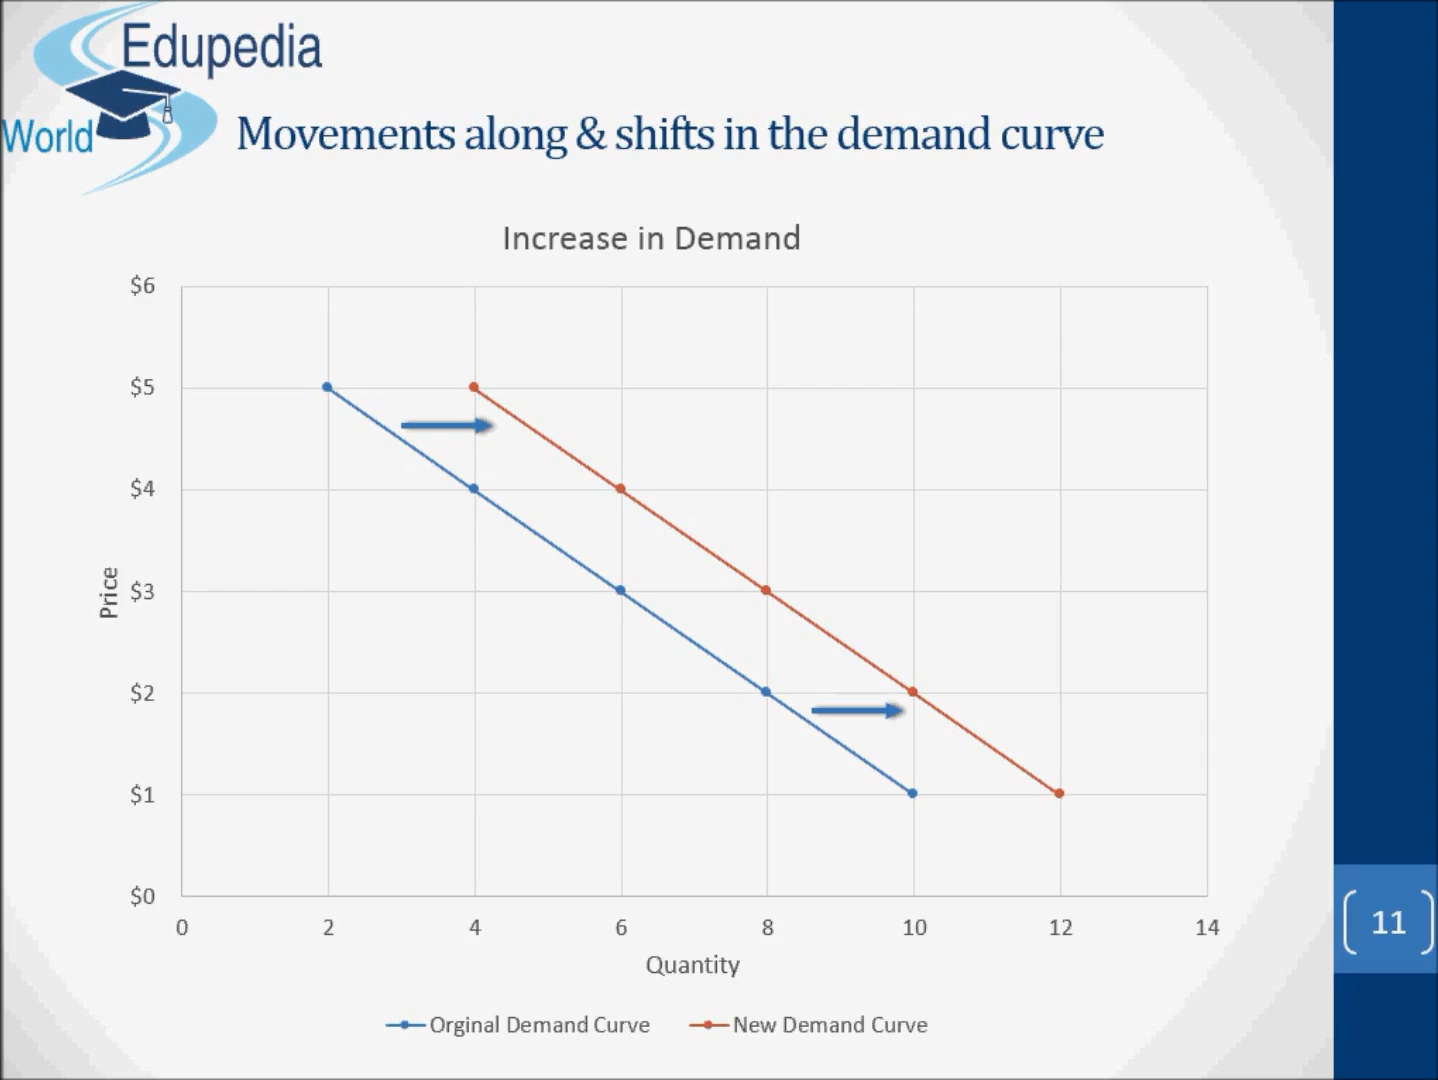 Edupedia
World
Movements along & shifts in the demand curve
Increase in Demand
$6
$5
$4
$3
$2
$1
$0
Price
0 2 4 6 8 10 12 14
Quantity
Orginal Demand Curve New Demand Curve
11